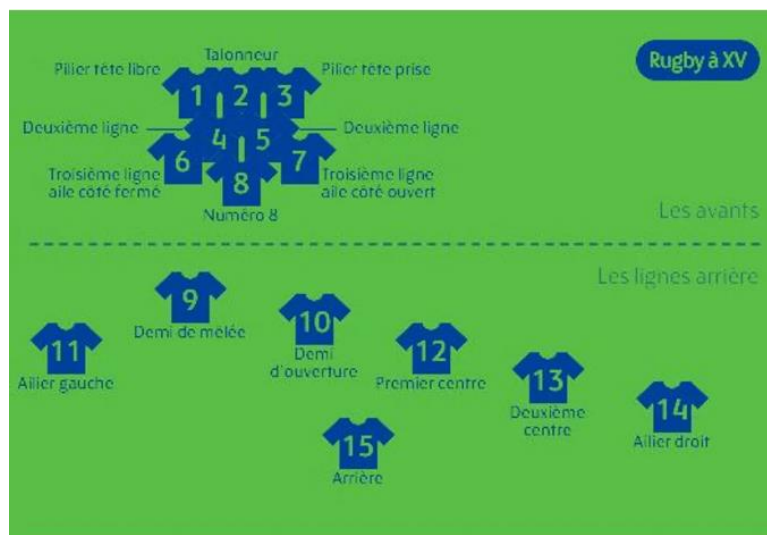 Rugby à XV
Talonneur
Pilier tête libre
Pilier tête prise
1 2 3
Deuxième ligne
4 5
Deuxième ligne
6
7
Troisième ligne
aile côté fermé
8
Troisième ligne
aile côté ouvert
Numéro 8
Les avants
Les lignes arrière
9
Demi de mêlée
10
Demi
d'ouverture
11
Ailier gauche
12
Premier centre
13
Deuxième
centre
14
Ailier droit
15
Arrière